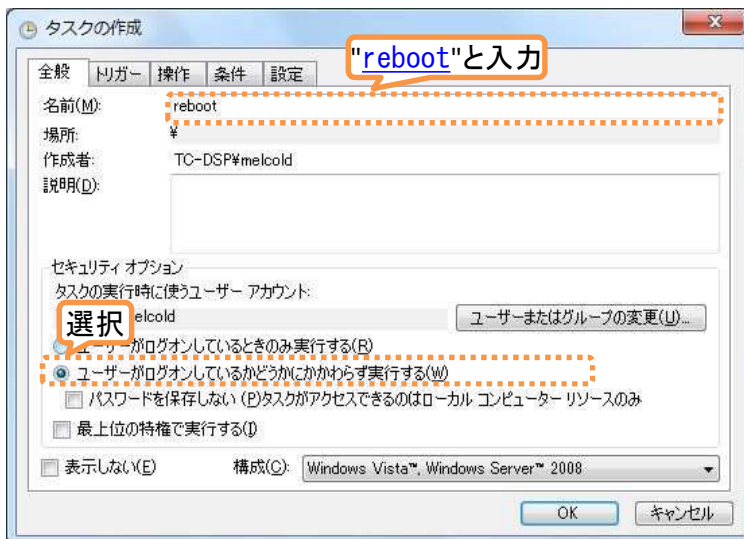 タスクの作成
"reboot"と入力
全般 トリガー 操作 条件 設定
名前(M): reboot
場所: ¥
作成者: TC-DSP¥melcold
説明(D):
セキュリティ オプション
タスクの実行時に使うユーザー アカウント:
選択
elcold ユーザーまたはグループの変更(U)...
ユーザーがログオンしているときのみ実行する(R)
ユーザーがログオンしているかどうかにかかわらず実行する(W)
パスワードを保存しない (P)タスクがアクセスできるのはローカル コンピューター リソースのみ
最上位の特権で実行する(I)
表示しない(E) 構成(C): Windows Vista™, Windows Server™ 2008
OK キャンセル